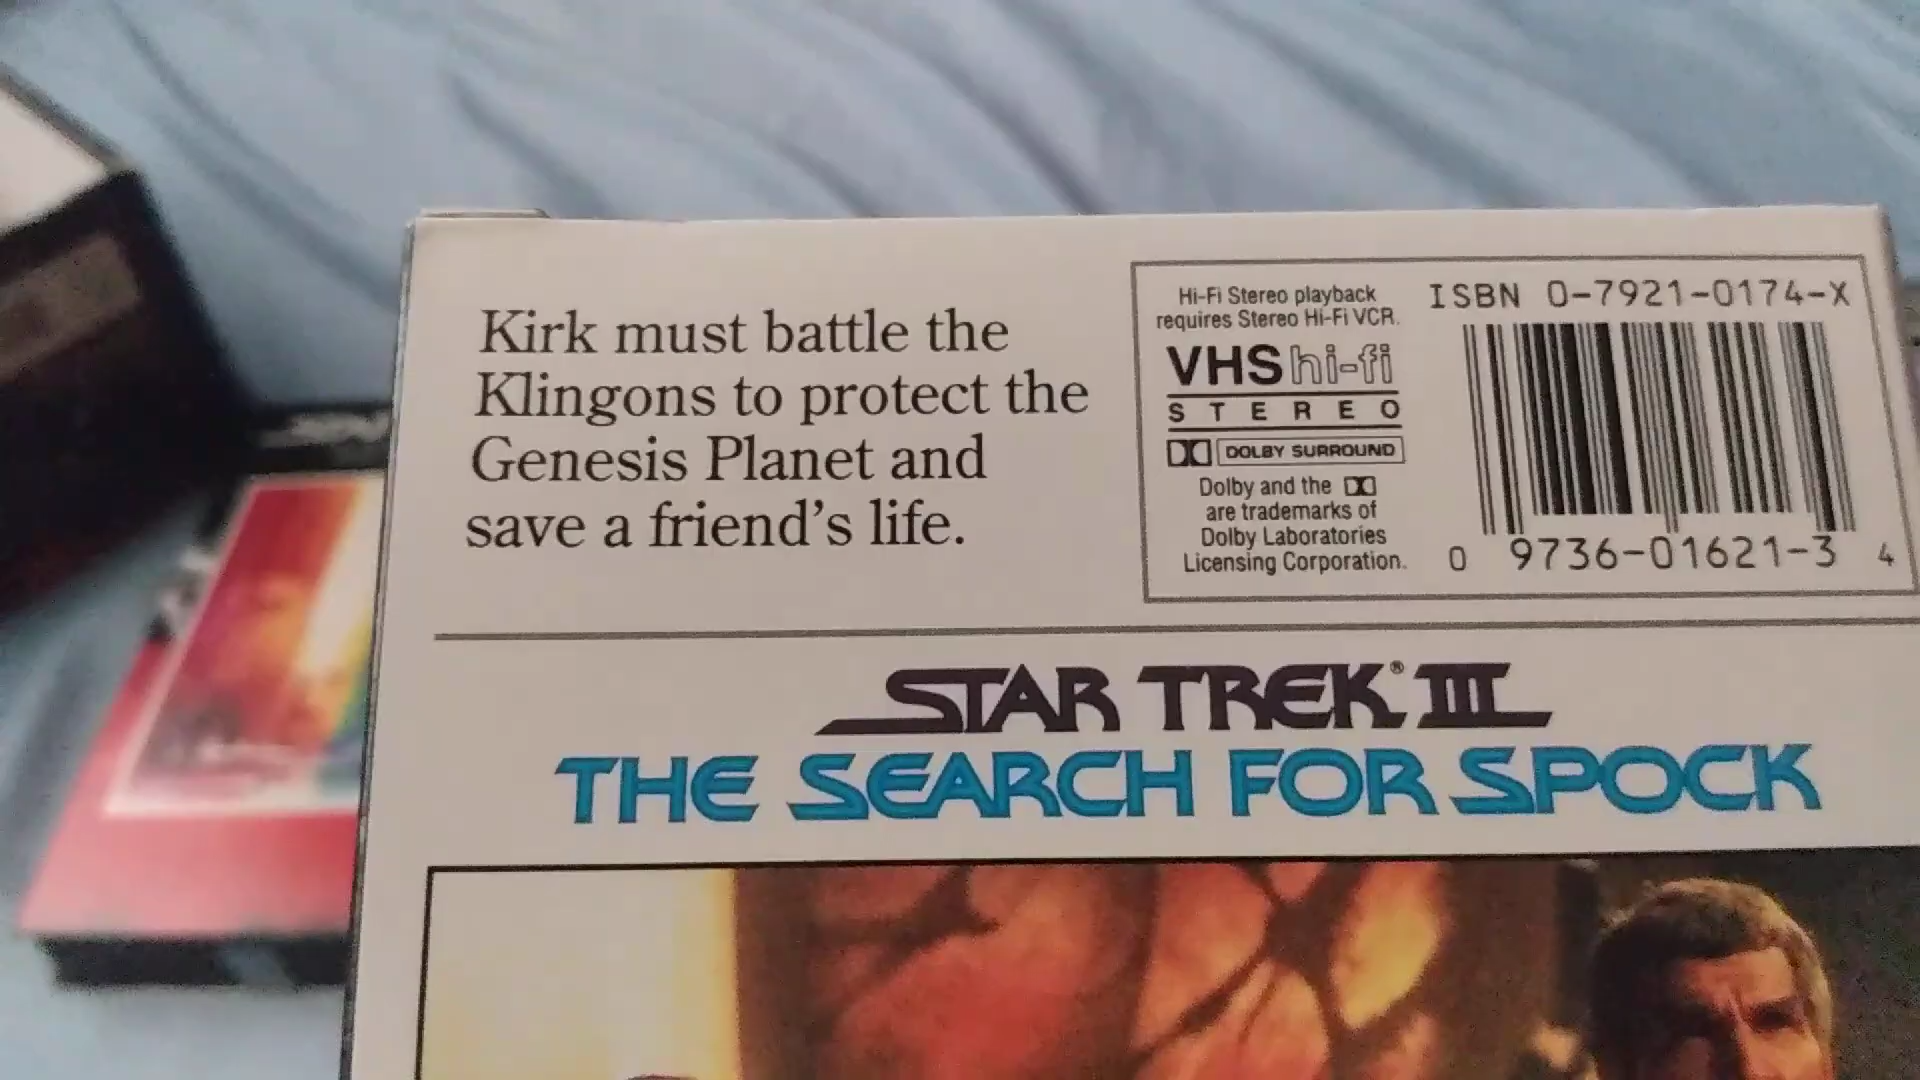 Kirk must battle the
Klingons to protect the
Genesis Planet and
save a friend's life.
Hi-Fi Stereo playback
requires Stereo Hi-Fi VCR.
VHS hi-fi
STEREO
DOLBY SURROUND
Dolby and the
are trademarks of
Dolby Laboratories
Licensing Corporation.
ISBN 0-7921-0174-X
0 9736-01621-3 4
STAR TREK® III
THE SEARCH FOR SPOCK